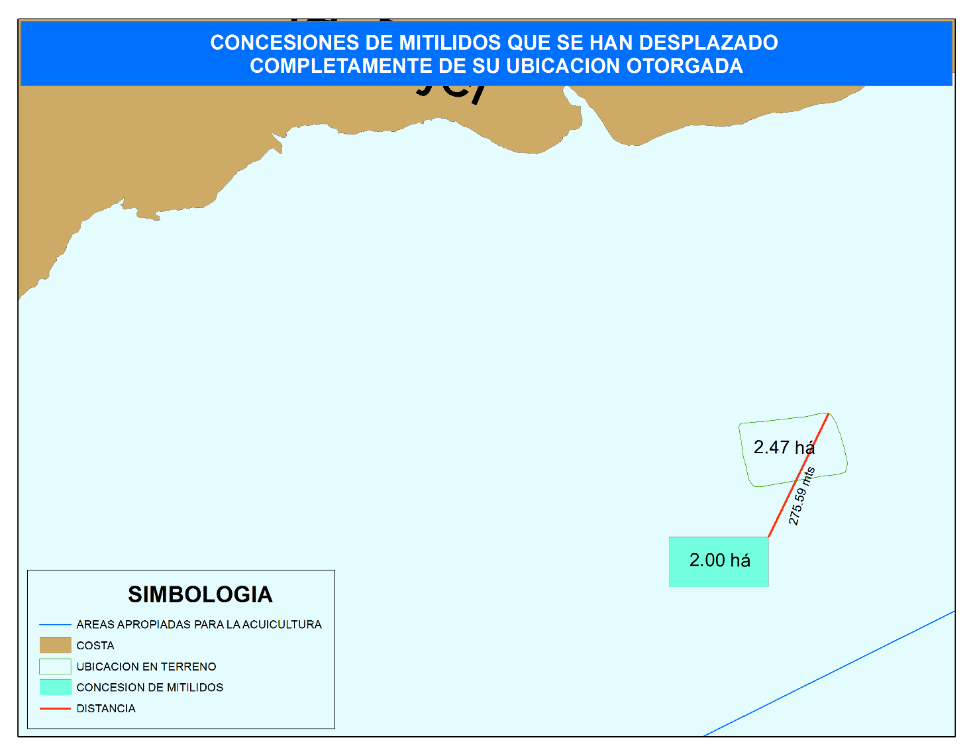 CONCESIONES DE MITILIDOS QUE SE HAN DESPLAZADO
COMPLETAMENTE DE SU UBICACION OTORGADA
2.47 há
275.59 mts
2.00 há
SIMBOLOGIA
AREAS APROPIADAS PARA LA ACUICULTURA
COSTA
UBICACION EN TERRENO
CONCESION DE MITILIDOS
DISTANCIA